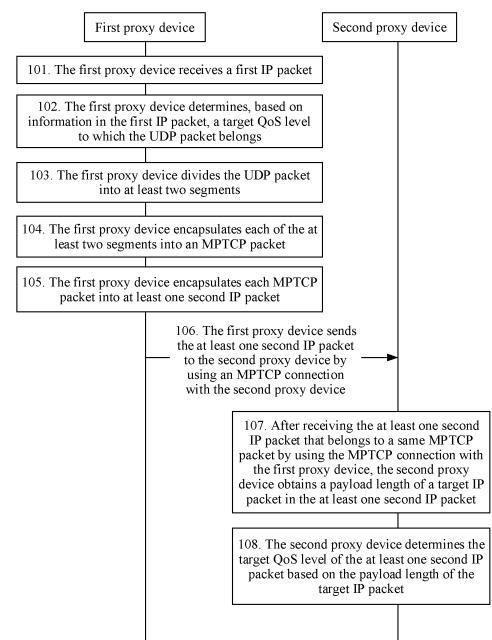 First proxy device
Second proxy device
101. The first proxy device receives a first IP packet
102. The first proxy device determines, based on
information in the first IP packet, a target QoS level
to which the UDP packet belongs
103. The first proxy device divides the UDP packet
into at least two segments
104. The first proxy device encapsulates each of the at
least two segments into an MPTCP packet
105. The first proxy device encapsulates each MPTCP
packet into at least one second IP packet
106. The first proxy device sends
the at least one second IP packet
to the second proxy device by
using an MPTCP connection
with the second proxy device
107. After receiving the at least one second
IP packet that belongs to a same MPTCP
packet by using the MPTCP connection with
the first proxy device, the second proxy
device obtains a payload length of a target IP
packet in the at least one second IP packet
108. The second proxy device determines the
target QoS level of the at least one second IP
packet based on the payload length of the
target IP packet